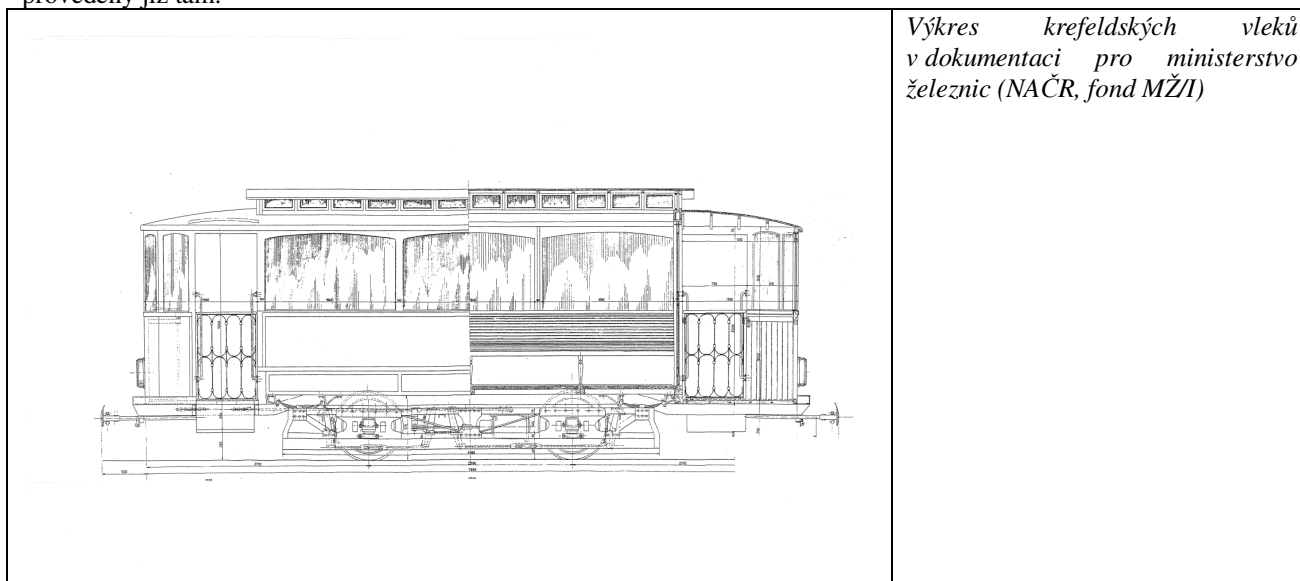 provedeny již tam.
Výkres krefeldských vleků
v dokumentaci pro ministerstvo
železnic (NAČR, fond MŽ/I)